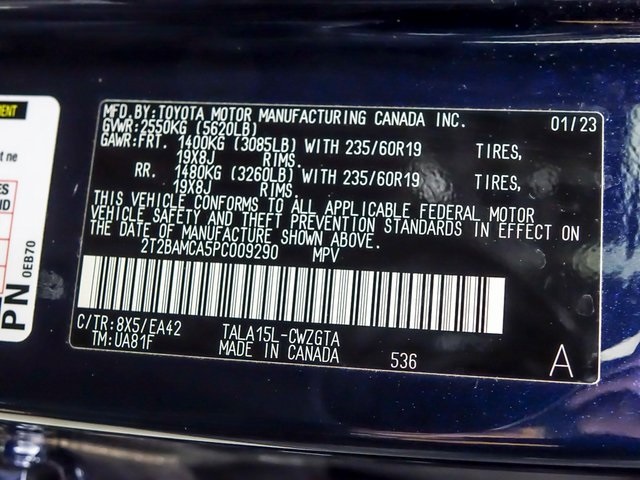 MFD.BY:TOYOTA MOTOR MANUFACTURING CANADA INC. 01/23
GVWR:2550KG (5620LB)
GAWR:FRT. 1400KG (3085LB) WITH 235/60R19 TIRES,
19X8J RIMS.
RR. 1480KG (3260LB) WITH 235/60R19 TIRES,
19X8J RIMS.
THIS VEHICLE CONFORMS TO ALL APPLICABLE FEDERAL MOTOR
VEHICLE SAFETY AND THEFT PREVENTION STANDARDS IN EFFECT ON
THE DATE OF MANUFACTURE SHOWN ABOVE.
2T2BAMCA5PC009290 MPV
C/TR:8X5/EA42 TALA15L-CWZGTA
TM:UA81F MADE IN CANADA 536 A
t ne
ES
ID
PN 0EB70